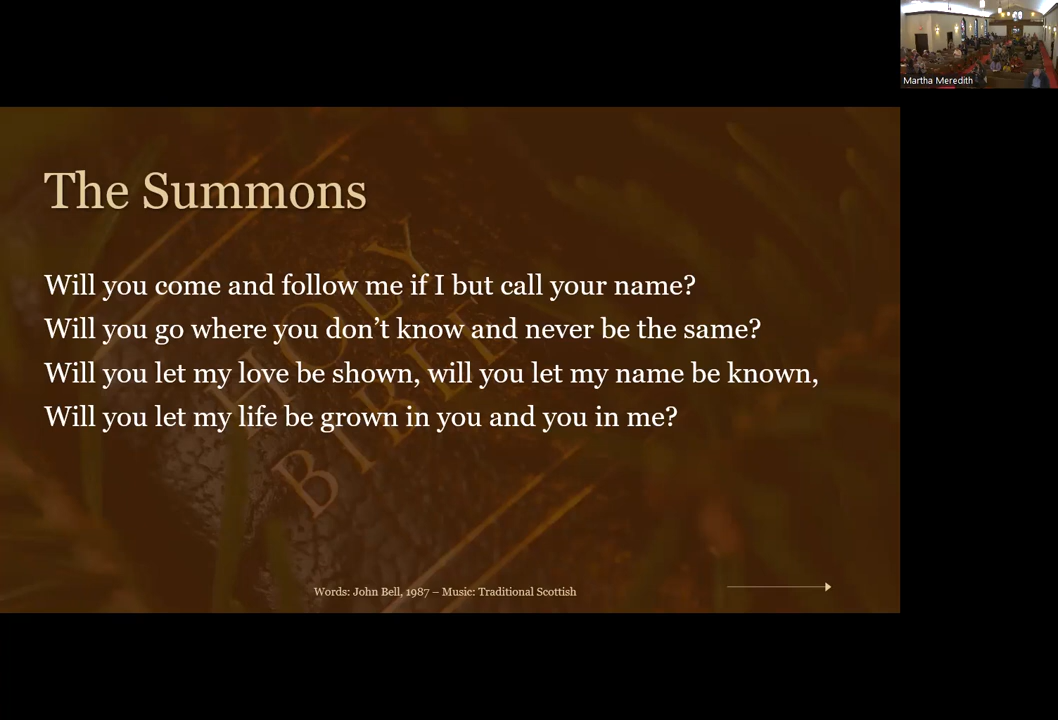 Martha Meredith
The Summons
Will you come and follow me if I but call your name?
Will you go where you don’t know and never be the same?
Will you let my love be shown, will you let my name be known,
Will you let my life be grown in you and you in me?
HOLY
BIBLE
Words: John Bell, 1987 – Music: Traditional Scottish